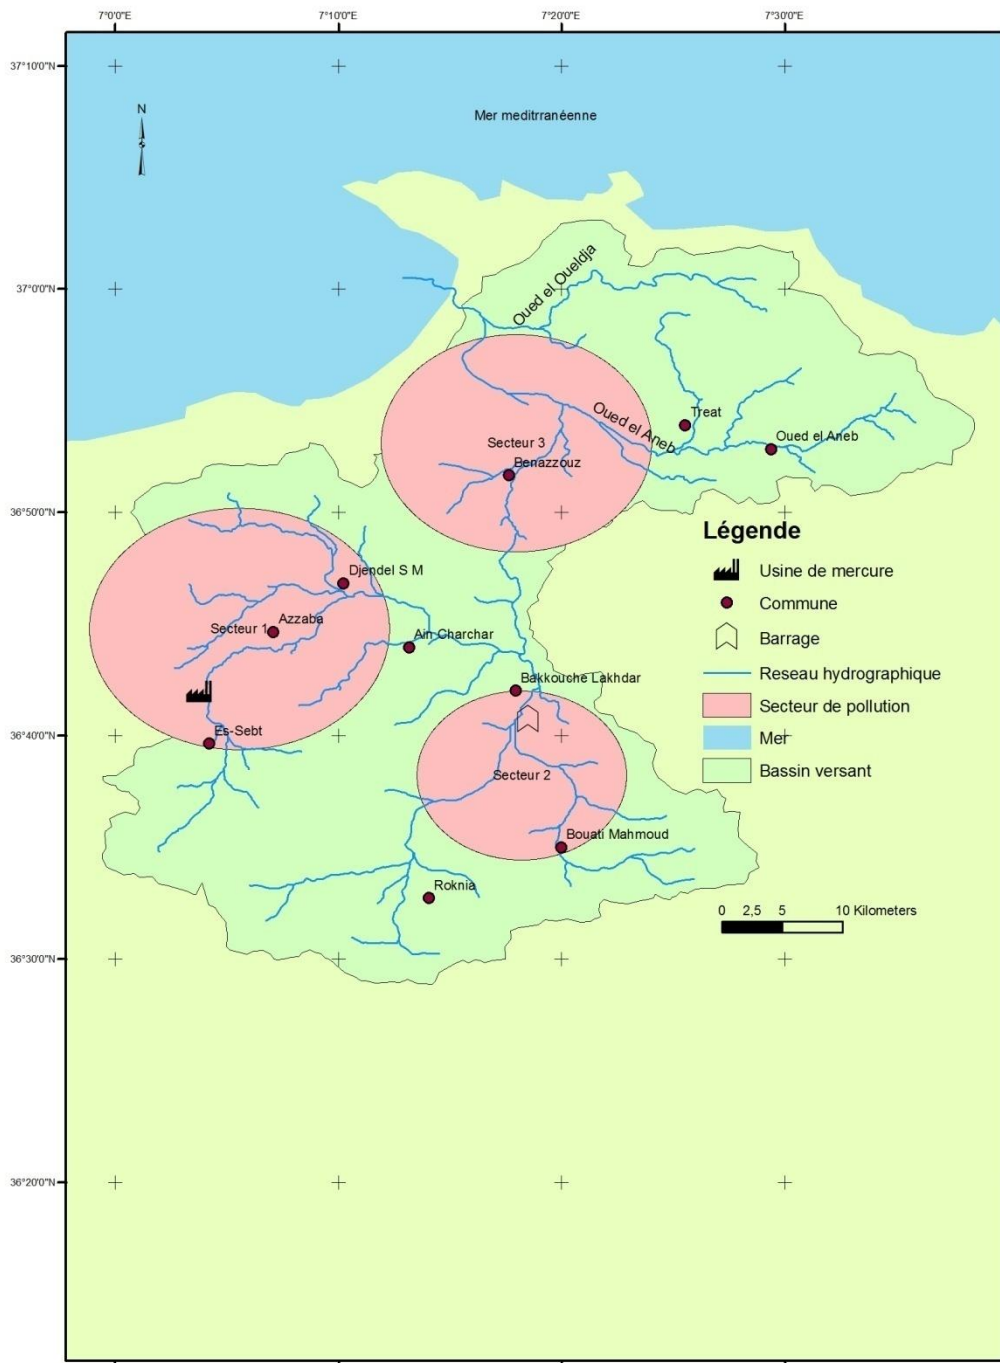 7°0'0"E
7°10'0"E
7°20'0"E
7°30'0"E
37°10'0"N
N
Mer meditrranéenne
Oued el Oueldja
37°0'0"N
Oued el Aneb
Treat
Oued el Aneb
Secteur 3
Benazzouz
36°50'0"N
Légende
Usine de mercure
Commune
Barrage
Reseau hydrographique
Secteur de pollution
Mer
Bassin versant
Djendel S M
Azzaba
Secteur 1
Ain Charchar
Bakkouche Lakhdar
Es-Sebt
36°40'0"N
Secteur 2
Bouati Mahmoud
Roknia
0 2,5 5 10 Kilometers
36°30'0"N
36°20'0"N